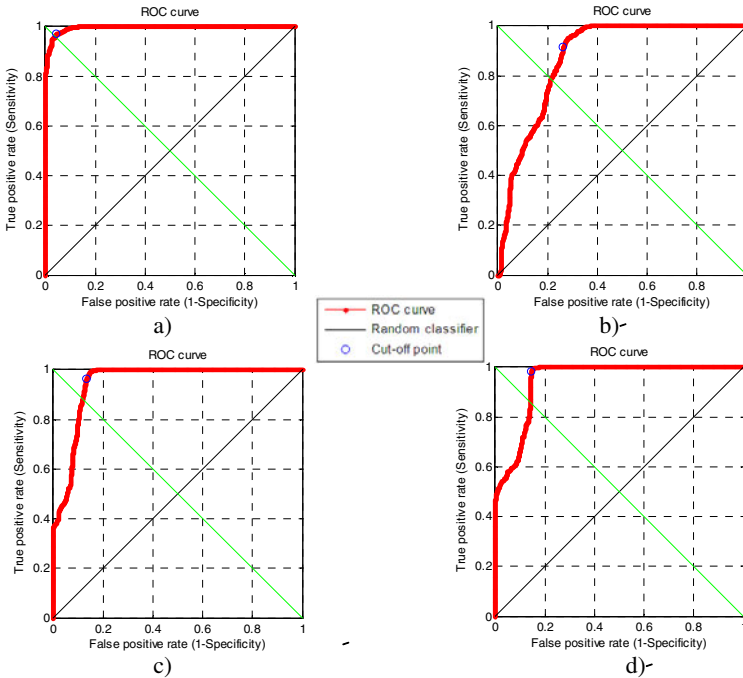 ROC curve
True positive rate (Sensitivity)
1
0.8
0.6
0.4
0.2
0
0 0.2 0.4 0.6 0.8 1
False positive rate (1-Specificity)
a)
ROC curve
True positive rate (Sensitivity)
1
0.8
0.6
0.4
0.2
0
0 0.2 0.4 0.6 0.8 1
False positive rate (1-Specificity)
b)
ROC curve
Random classifier
Cut-off point
ROC curve
True positive rate (Sensitivity)
1
0.8
0.6
0.4
0.2
0
0 0.2 0.4 0.6 0.8 1
False positive rate (1-Specificity)
c)
ROC curve
True positive rate (Sensitivity)
1
0.8
0.6
0.4
0.2
0
0 0.2 0.4 0.6 0.8 1
False positive rate (1-Specificity)
d)